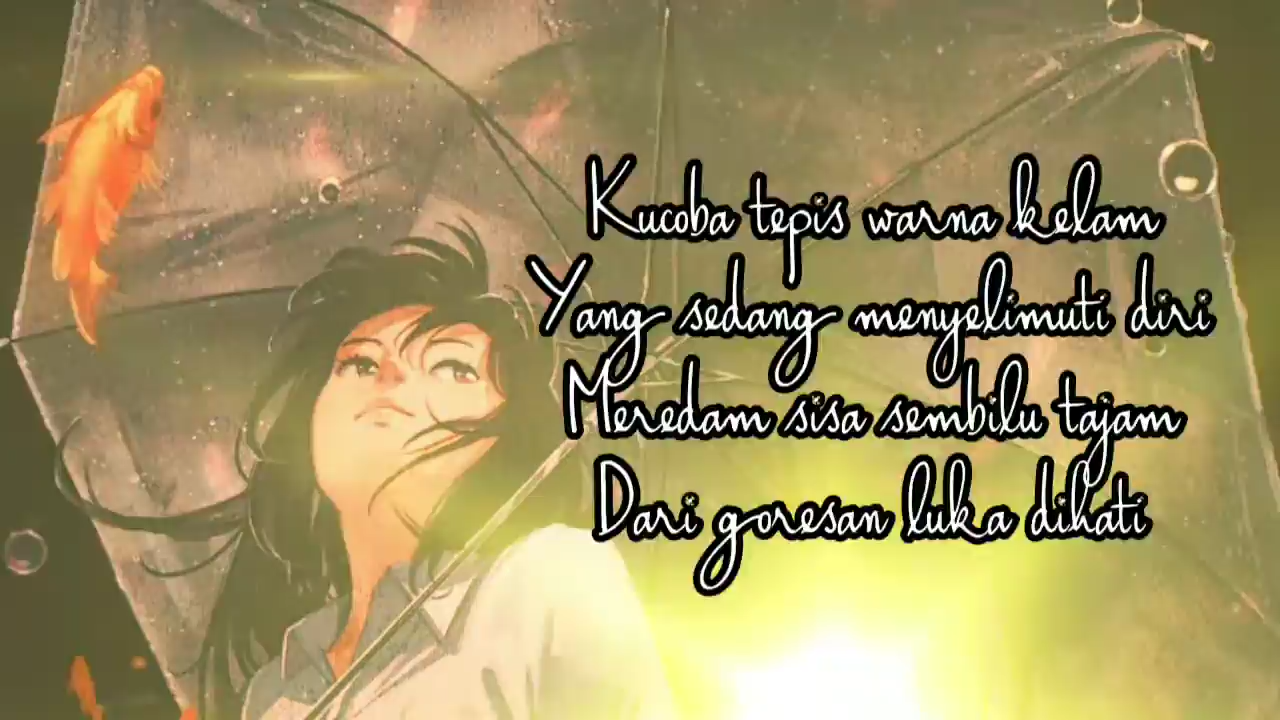 Kucoba tepis warna kelam
Yang sedang menyelimuti diri
Meredam sisa sembilu tajam
Dari goresan luka dihati